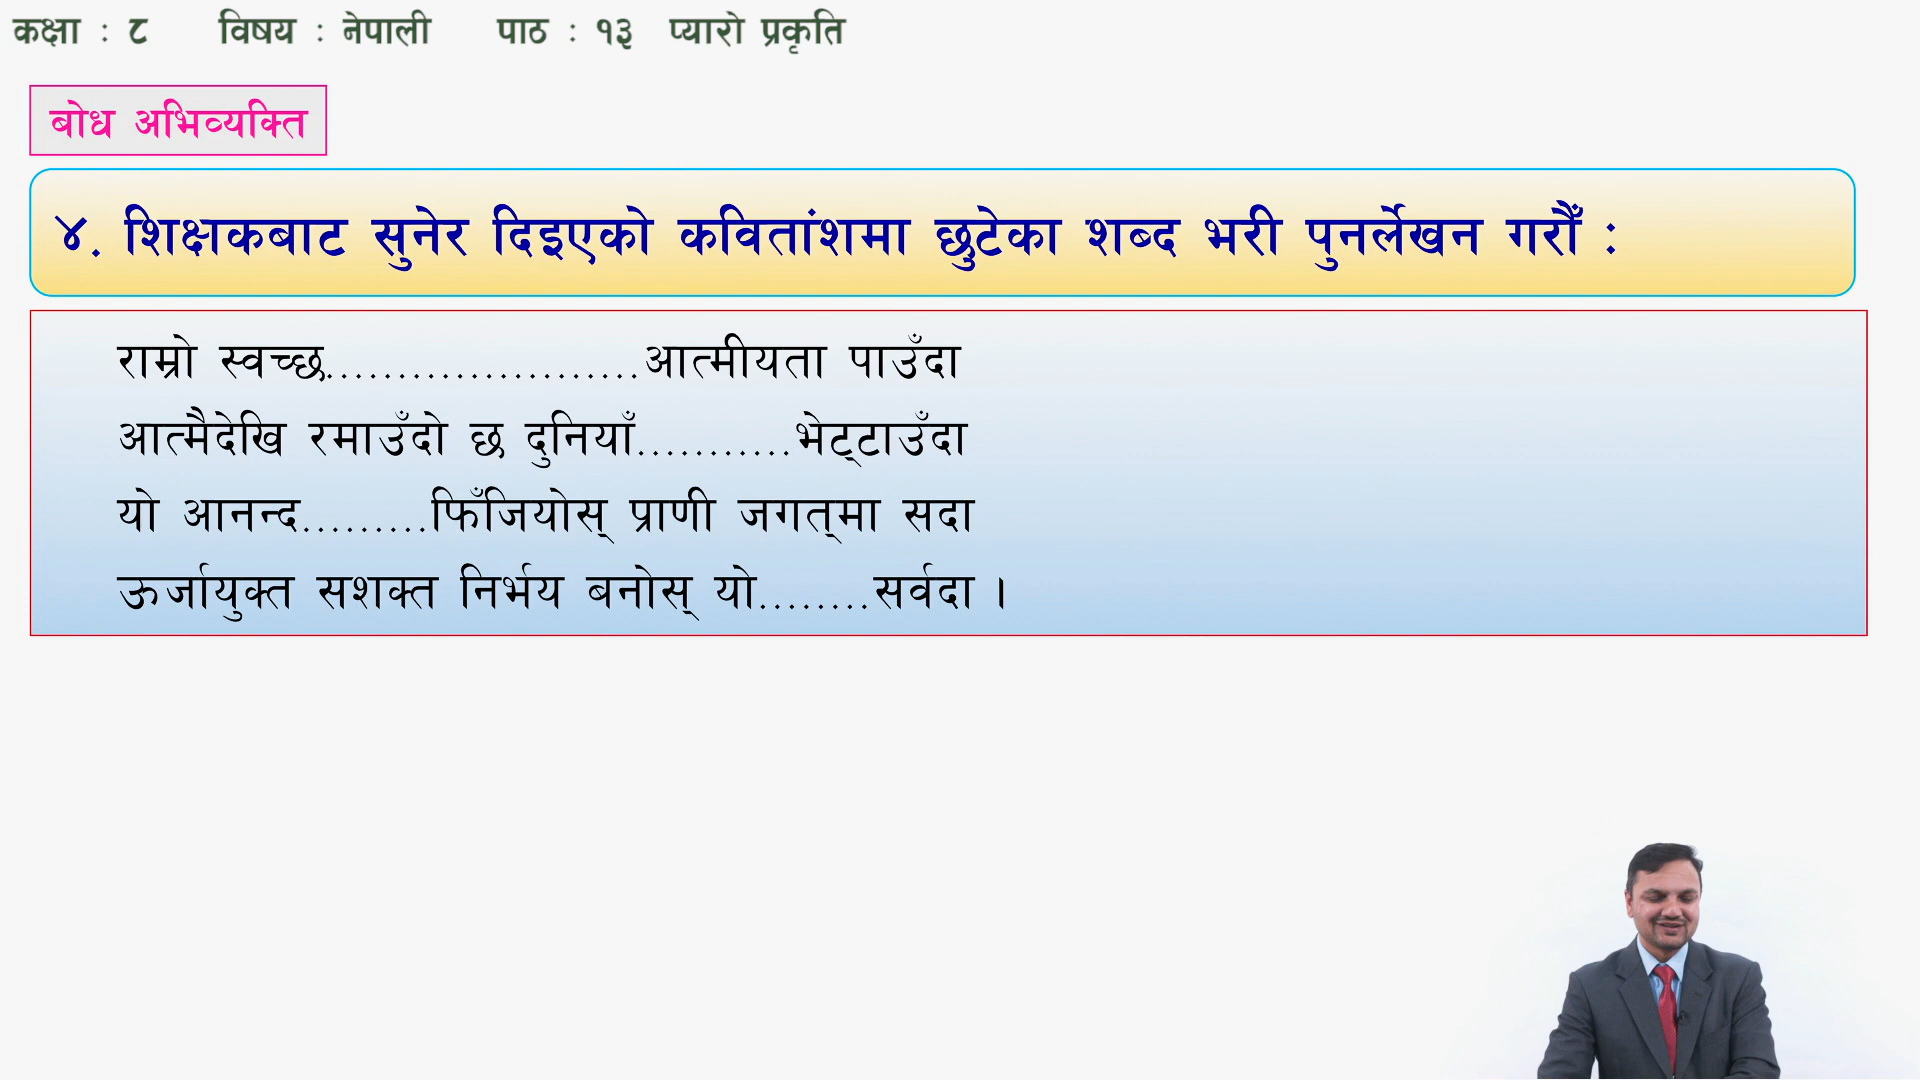 कक्षा : ८ विषय : नेपाली पाठ : १३ प्यारो प्रकृति
बोध अभिव्यक्ति
४. शिक्षकबाट सुनेर दिइएको कवितांशमा छुटेका शब्द भरी पुनर्लेखन गरौँ :
राम्रो स्वच्छ......................आत्मीयता पाउँदा
आत्मैदेखि रमाउँदो छ दुनियाँ...........भेट्टाउँदा
यो आनन्द.........फिँजियोस् प्राणी जगत्‌मा सदा
ऊर्जायुक्त सशक्त निर्भय बनोस् यो........सर्वदा ।